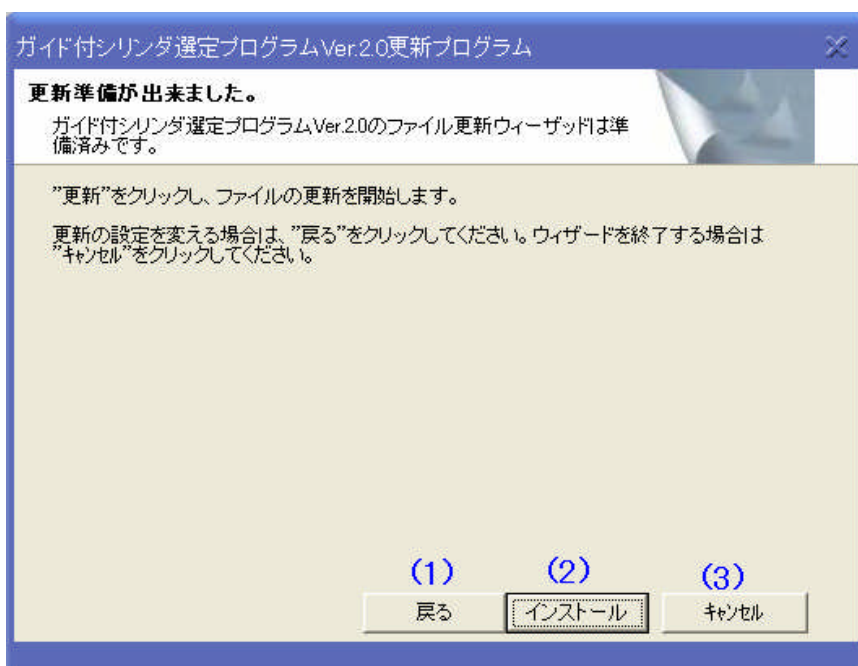 ガイド付シリンダ選定プログラムVer.2.0更新プログラム
更新準備が出来ました。
ガイド付シリンダ選定プログラムVer.2.0のファイル更新ウィーザッドは準
備済みです。
”更新”をクリックし、ファイルの更新を開始します。
更新の設定を変える場合は、”戻る”をクリックしてください。ウィザードを終了する場合は
”キャンセル”をクリックしてください。
(1) (2) (3)
戻る インストール キャンセル